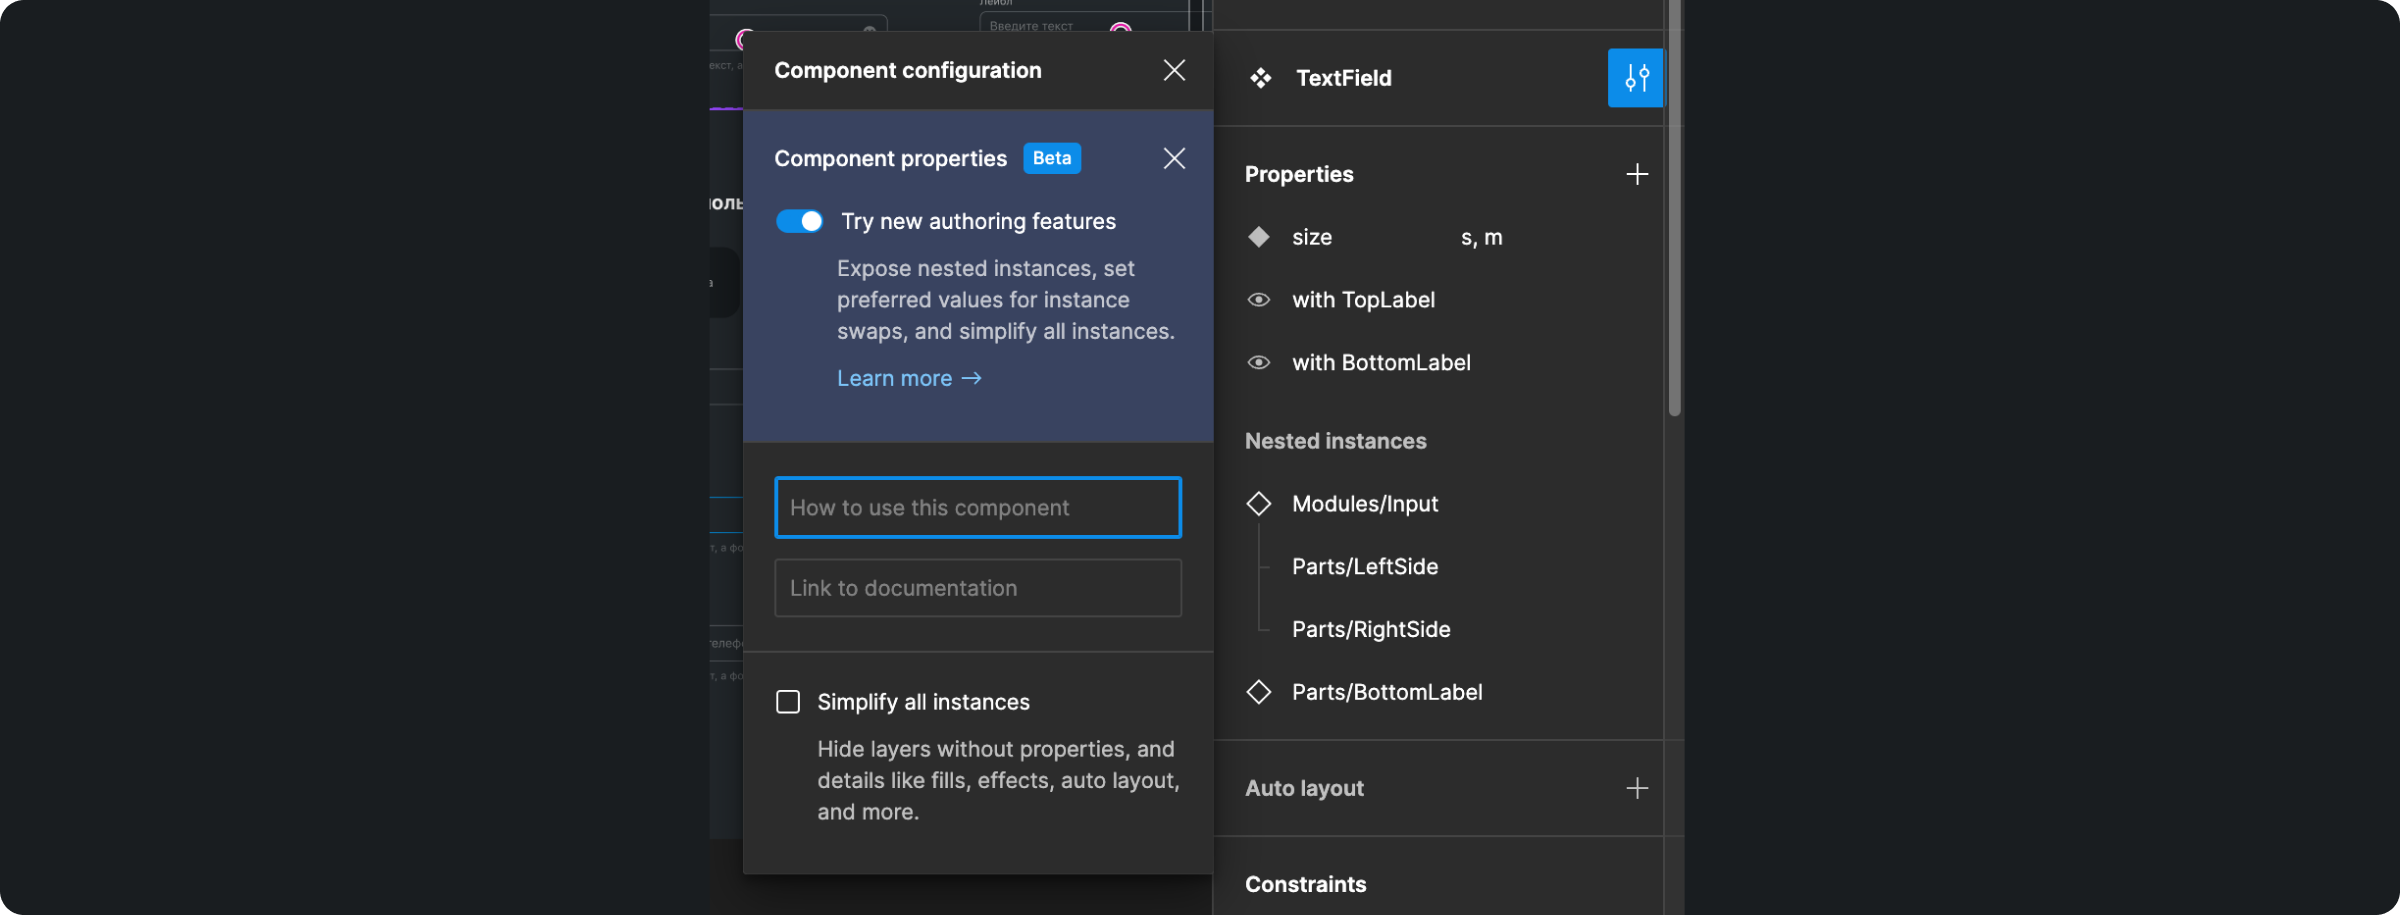 Лейбл
Введите текст
Component configuration
Component properties
Beta
Try new authoring features
Expose nested instances, set
preferred values for instance
swaps, and simplify all instances.
Learn more →
How to use this component
Link to documentation
Simplify all instances
Hide layers without properties, and
details like fills, effects, auto layout,
and more.
TextField
Properties
size s, m
with TopLabel
with BottomLabel
Nested instances
Modules/Input
Parts/LeftSide
Parts/RightSide
Parts/BottomLabel
Auto layout
Constraints